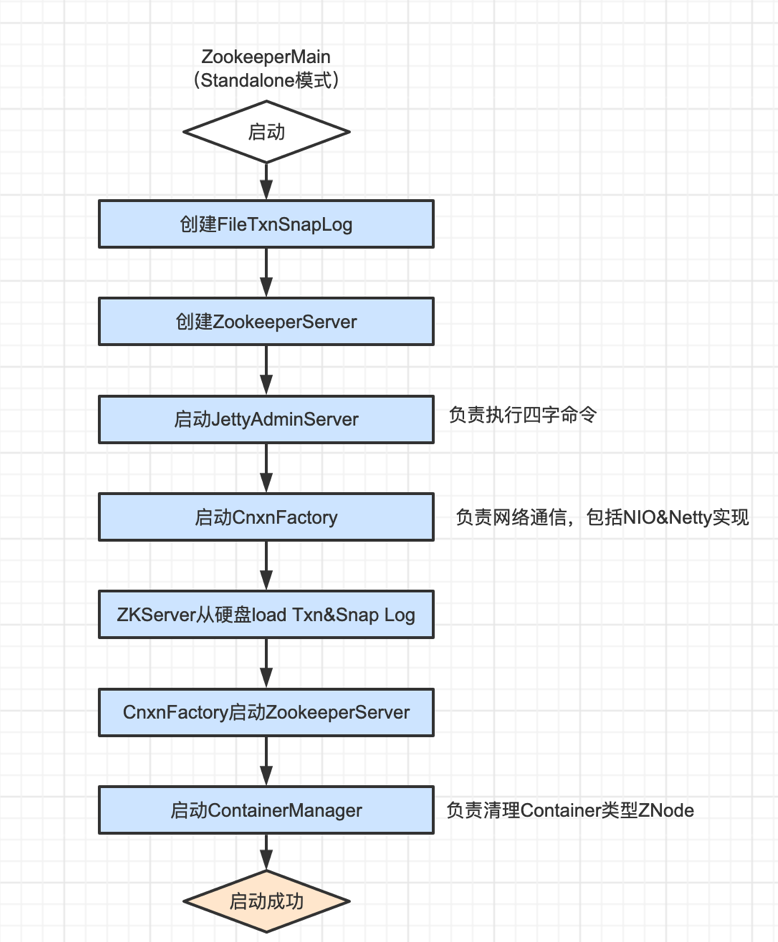 ZookeeperMain
（Standalone模式）
启动
创建FileTxnSnapLog
创建ZookeeperServer
启动JettyAdminServer
负责执行四字命令
启动CnxnFactory
负责网络通信，包括NIO&Netty实现
ZKServer从硬盘load Txn&Snap Log
CnxnFactory启动ZookeeperServer
启动ContainerManager
负责清理Container类型ZNode
启动成功